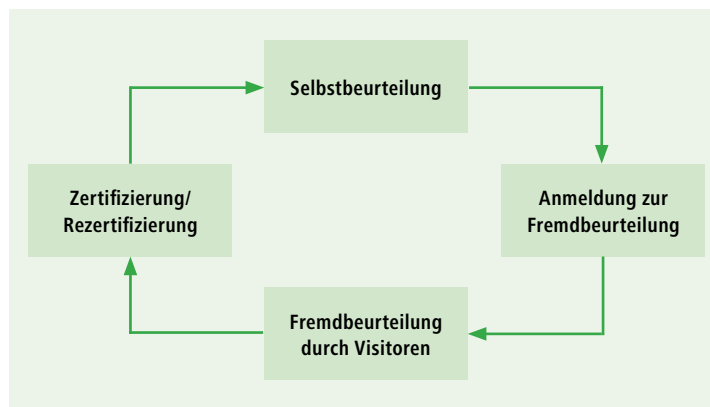 Selbstbeurteilung
Anmeldung zur
Fremdbeurteilung
Fremdbeurteilung
durch Visitoren
Zertifizierung/
Rezertifizierung